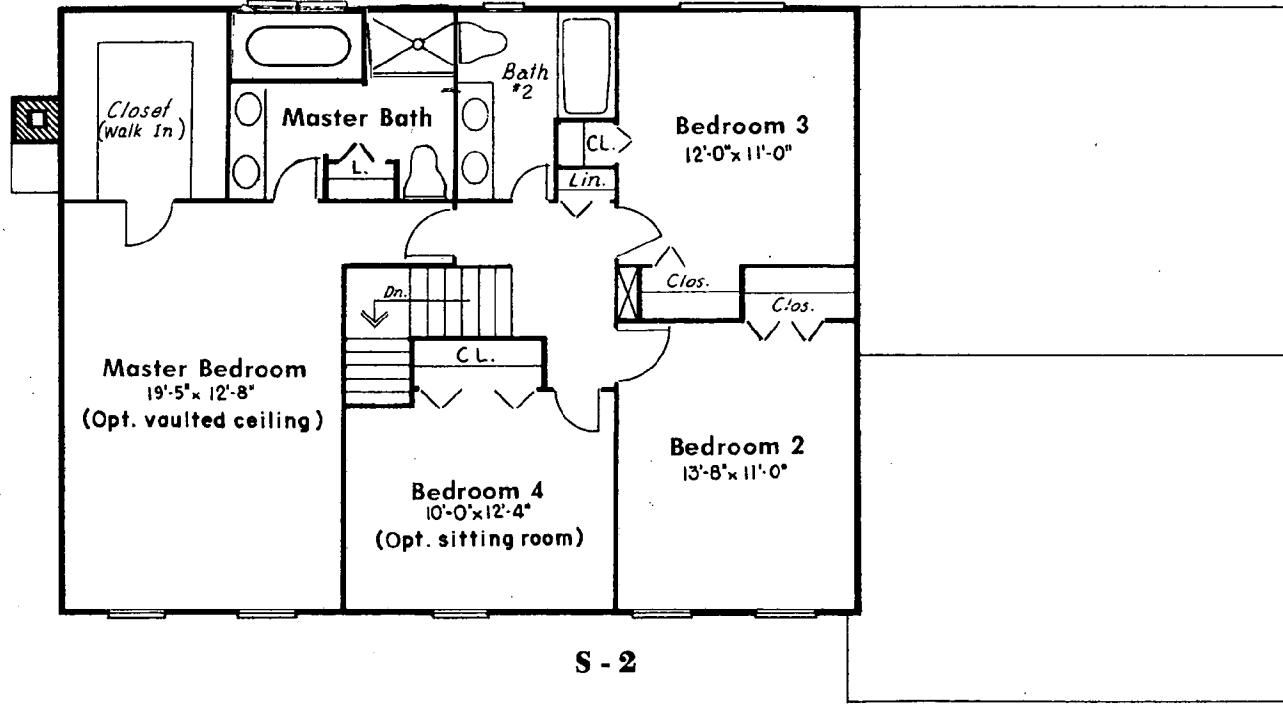 Closet
(Walk In)
Master Bath
L.
Bath
#2
CL.
Lin.
Bedroom 3
12'-0" x 11'-0"
Clos.
Clos.
Dn.
CL.
Master Bedroom
19'-5" x 12'-8"
(Opt. vaulted ceiling)
Bedroom 4
10'-0" x 12'-4"
(Opt. sitting room)
Bedroom 2
13'-8" x 11'-0"
S - 2